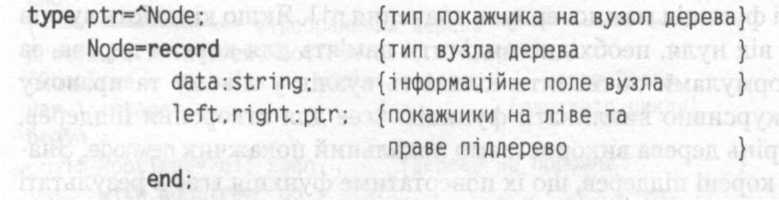 type ptr=^Node; {тип покажчика на вузол дерева}
Node=record {тип вузла дерева }
data:string; {інформаційне поле вузла }
left,right:ptr; {покажчики на ліве та
праве піддерево }
end;